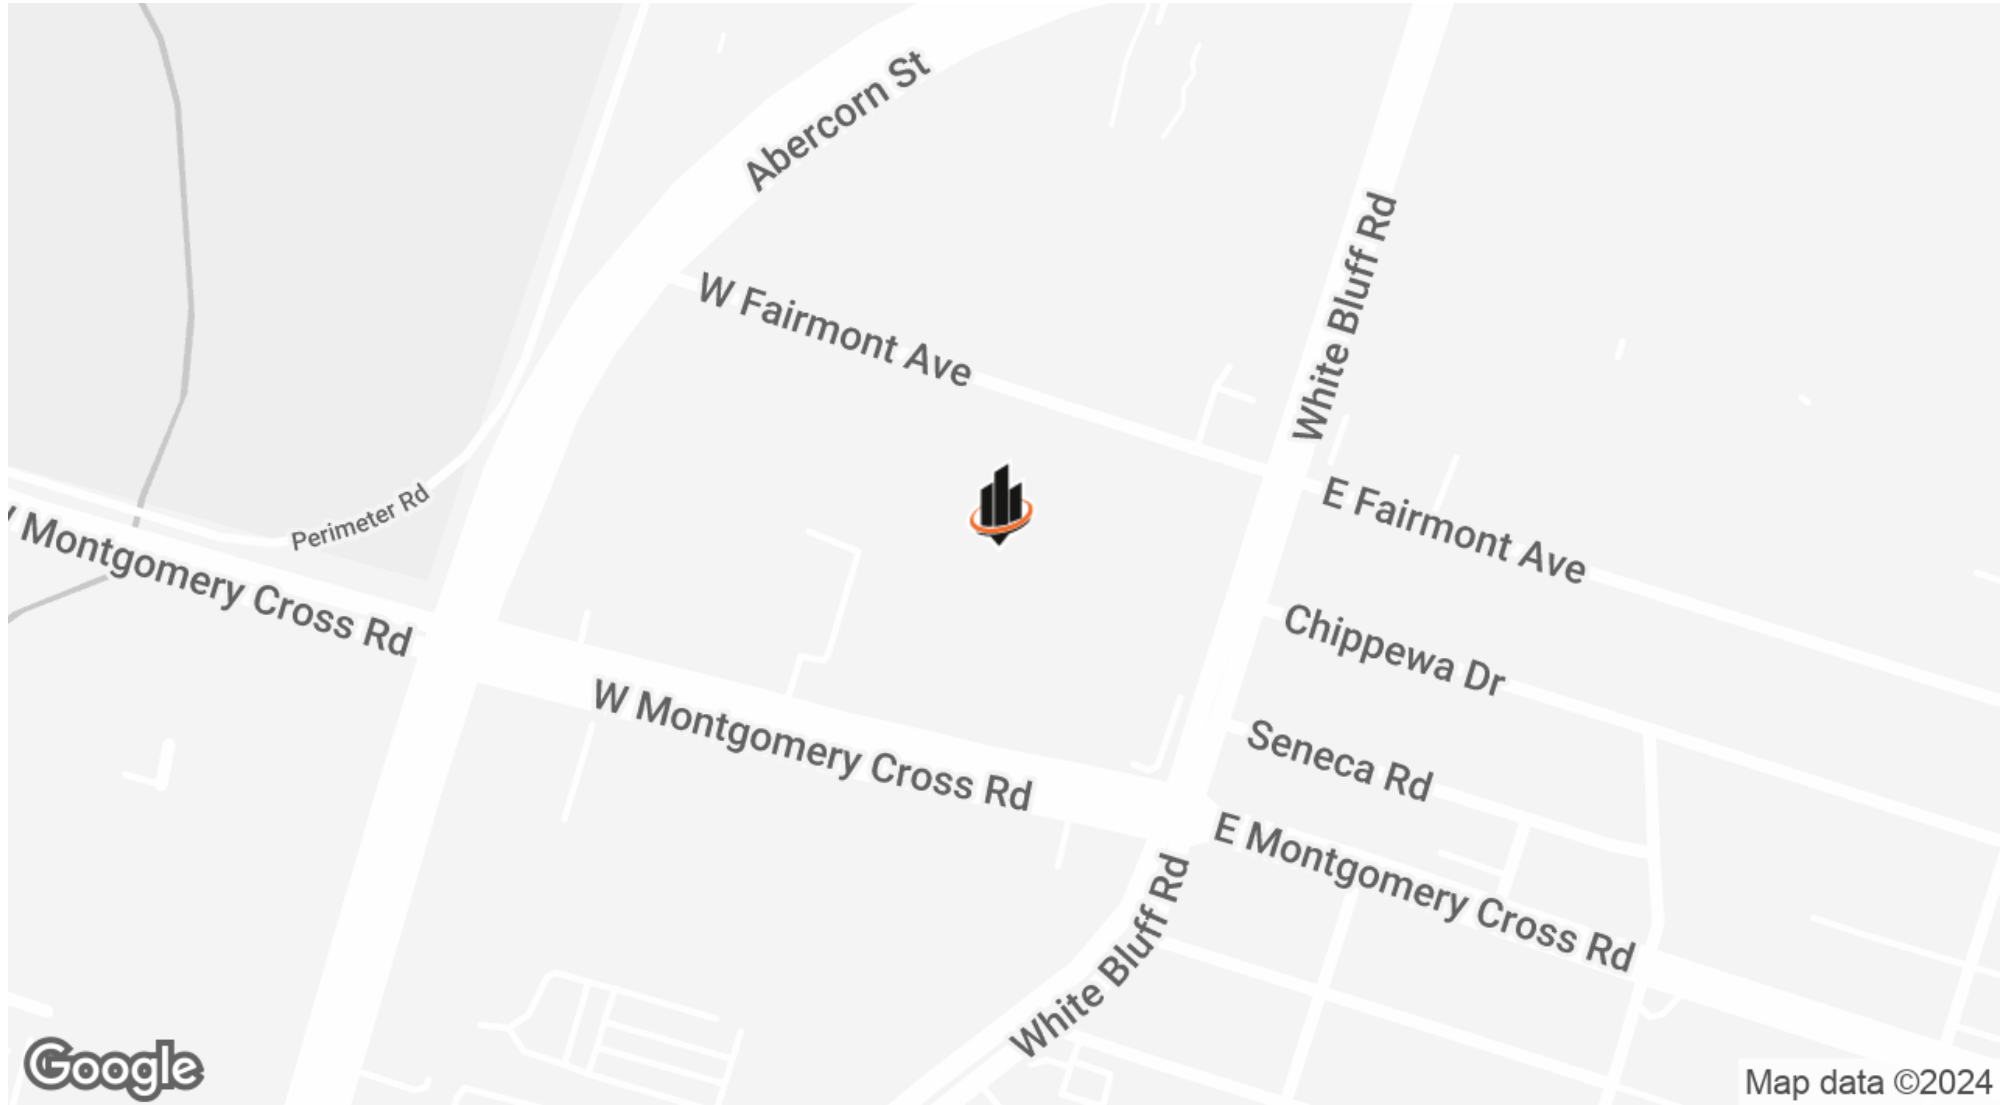 Abercorn St
White Bluff Rd
W Fairmont Ave
E Fairmont Ave
Perimeter Rd
Montgomery Cross Rd
Chippewa Dr
W Montgomery Cross Rd
Seneca Rd
E Montgomery Cross Rd
White Bluff Rd
Google
Map data ©2024